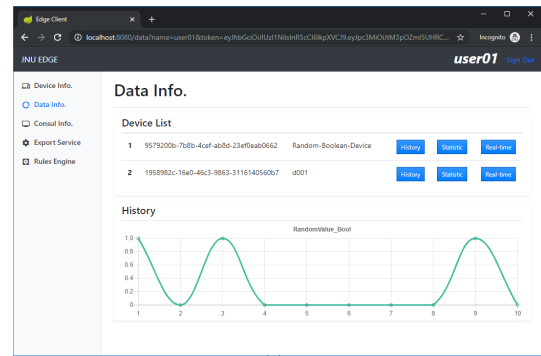 Edge Client
localhost:8080/data?name=user01&token=
Incognito
JNU EDGE
user01 Sign Out
Device Info.
Data Info.
Consul Info.
Export Service
Rules Engine
Data Info.
Device List
1 9579200b-7b8b-4cef-ab8d-23ef0eab0662 Random-Boolean-Device History Statistic Real-time
2 1958982c-16e0-46c3-9863-3116140560b7 d001 History Statistic Real-time
History
RandomValue_Bool
1.0
0.8
0.6
0.4
0.2
0
1 2 3 4 5 6 7 8 9 10